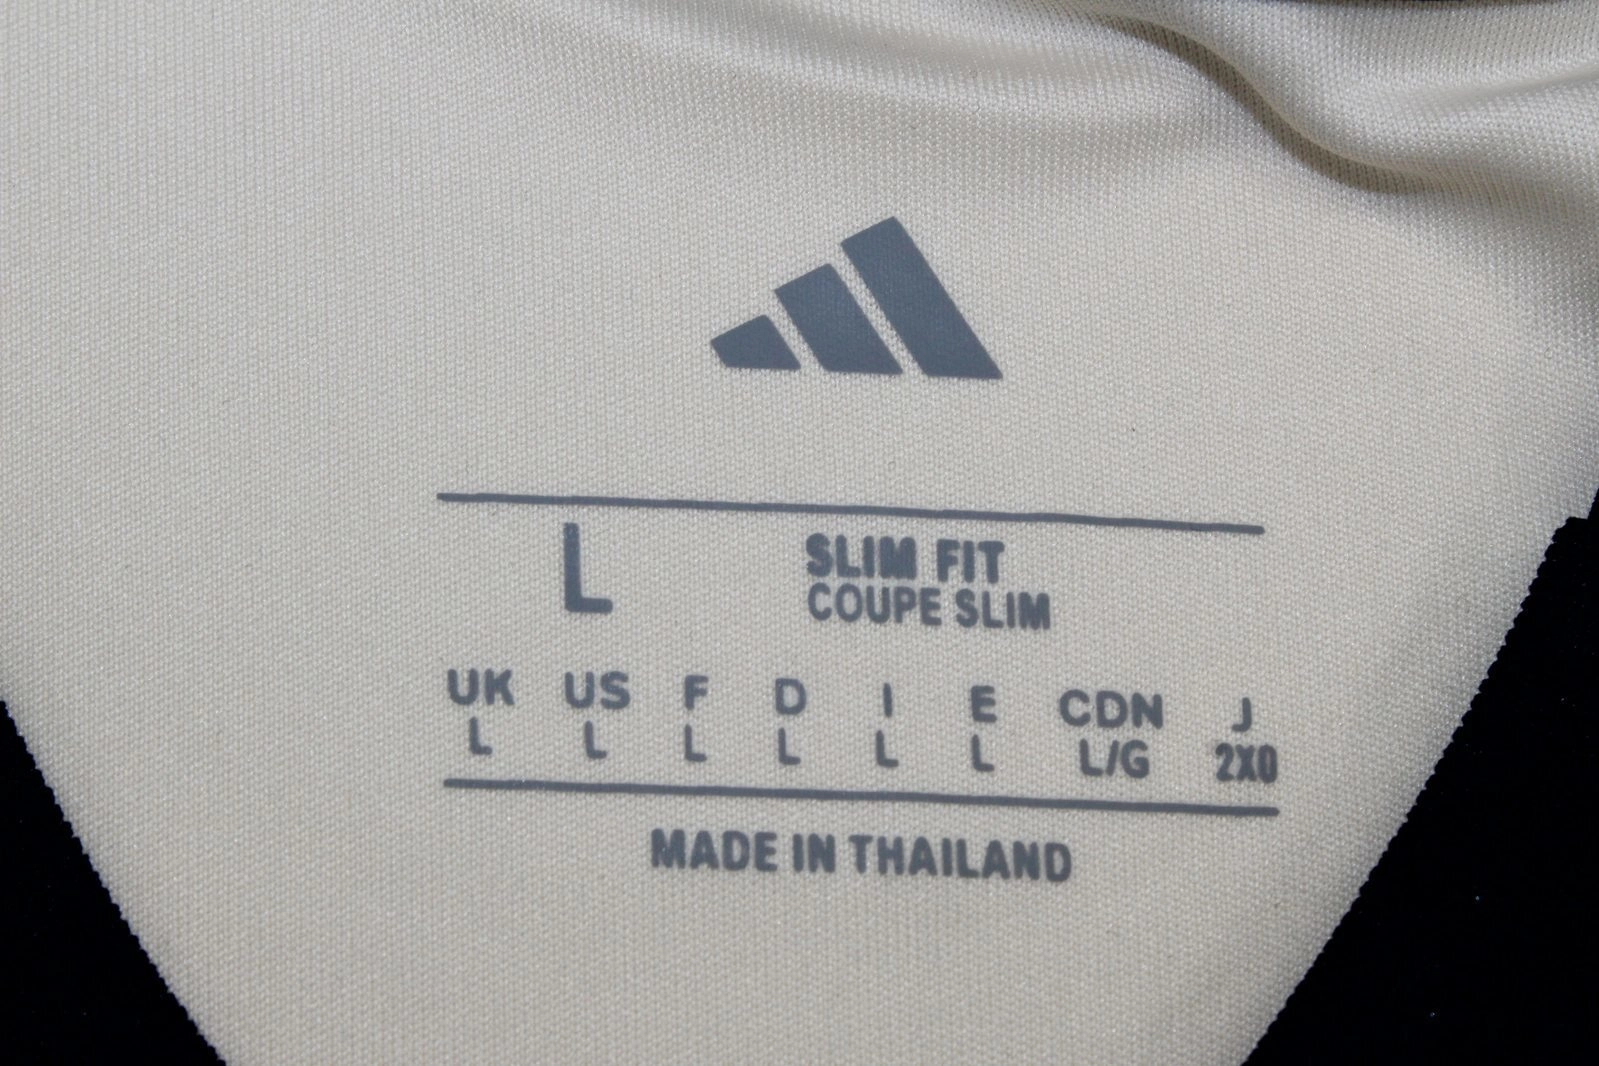 L
SLIM FIT
COUPE SLIM
UK US F D I E CDN J
L L L L L L L/G 2XO
MADE IN THAILAND